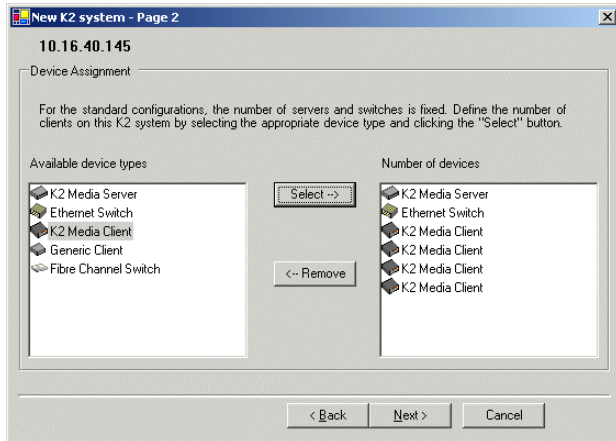 New K2 system - Page 2
10.16.40.145
Device Assignment
For the standard configurations, the number of servers and switches is fixed. Define the number of
clients on this K2 system by selecting the appropriate device type and clicking the "Select" button.
Available device types
Number of devices
K2 Media Server
Ethernet Switch
K2 Media Client
Generic Client
Fibre Channel Switch
Select -->
<-- Remove
K2 Media Server
Ethernet Switch
K2 Media Client
K2 Media Client
K2 Media Client
K2 Media Client
< Back
Next >
Cancel